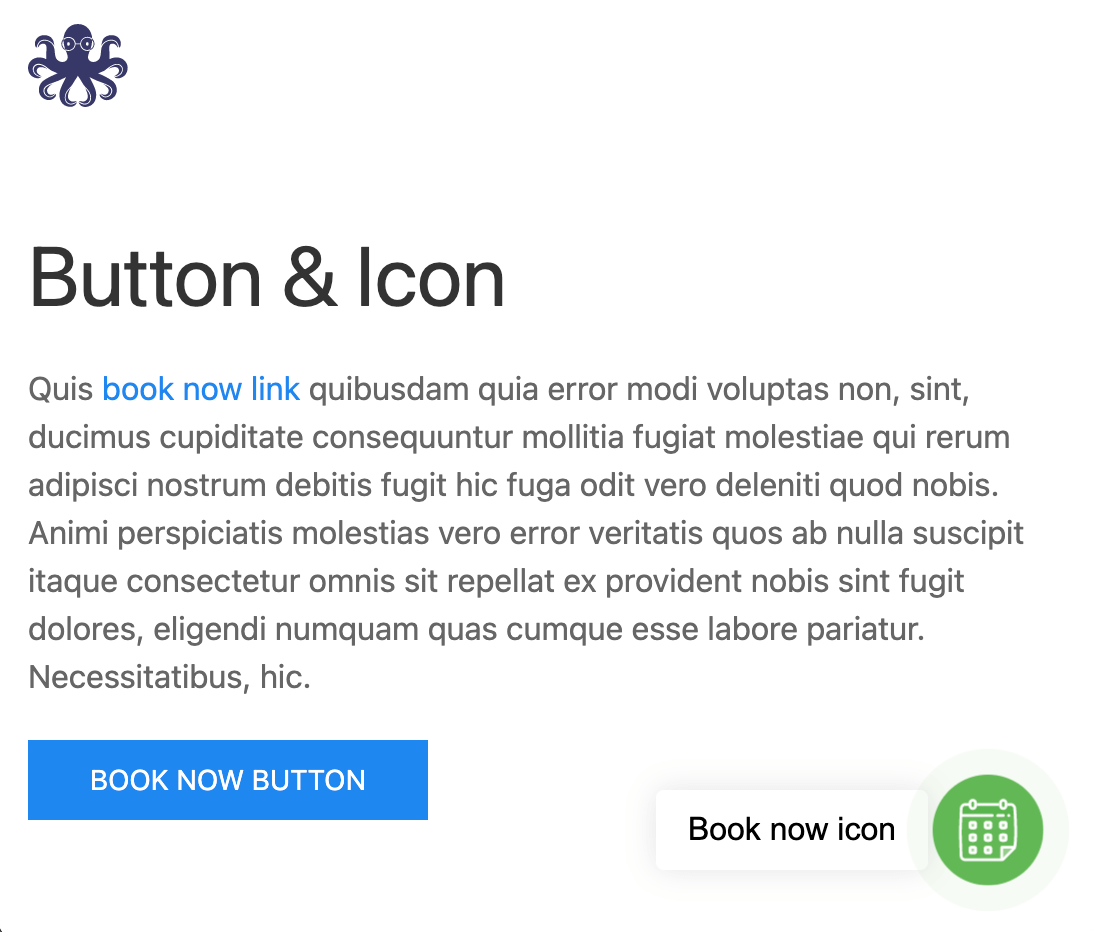 Button & Icon
Quis book now link quibusdam quia error modi voluptas non, sint,
ducimus cupiditate consequuntur mollitia fugiat molestiae qui rerum
adipisci nostrum debitis fugit hic fuga odit vero deleniti quod nobis.
Animi perspiciatis molestias vero error veritatis quos ab nulla suscipit
itaque consectetur omnis sit repellat ex provident nobis sint fugit
dolores, eligendi numquam quas cumque esse labore pariatur.
Necessitatibus, hic.
BOOK NOW BUTTON
Book now icon